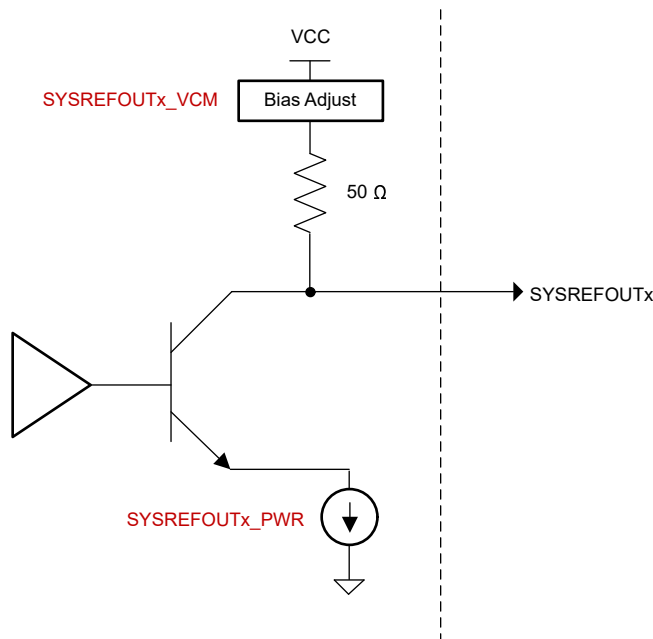 VCC
SYSREFOUTx_VCM
Bias Adjust
50 Ω
SYSREFOUTx
SYSREFOUTx_PWR